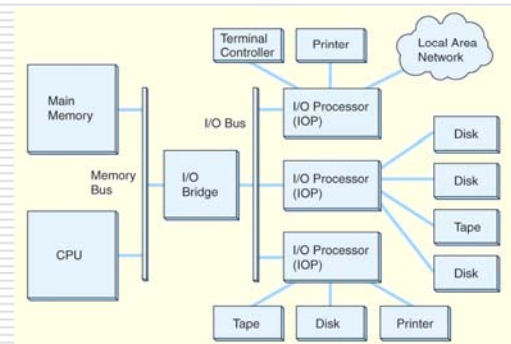 Terminal
Controller
Printer
Local Area
Network
Main
Memory
I/O Bus
I/O Processor
(IOP)
Disk
Memory
Bus
I/O
Bridge
I/O Processor
(IOP)
Disk
Tape
CPU
I/O Processor
(IOP)
Disk
Tape
Disk
Printer